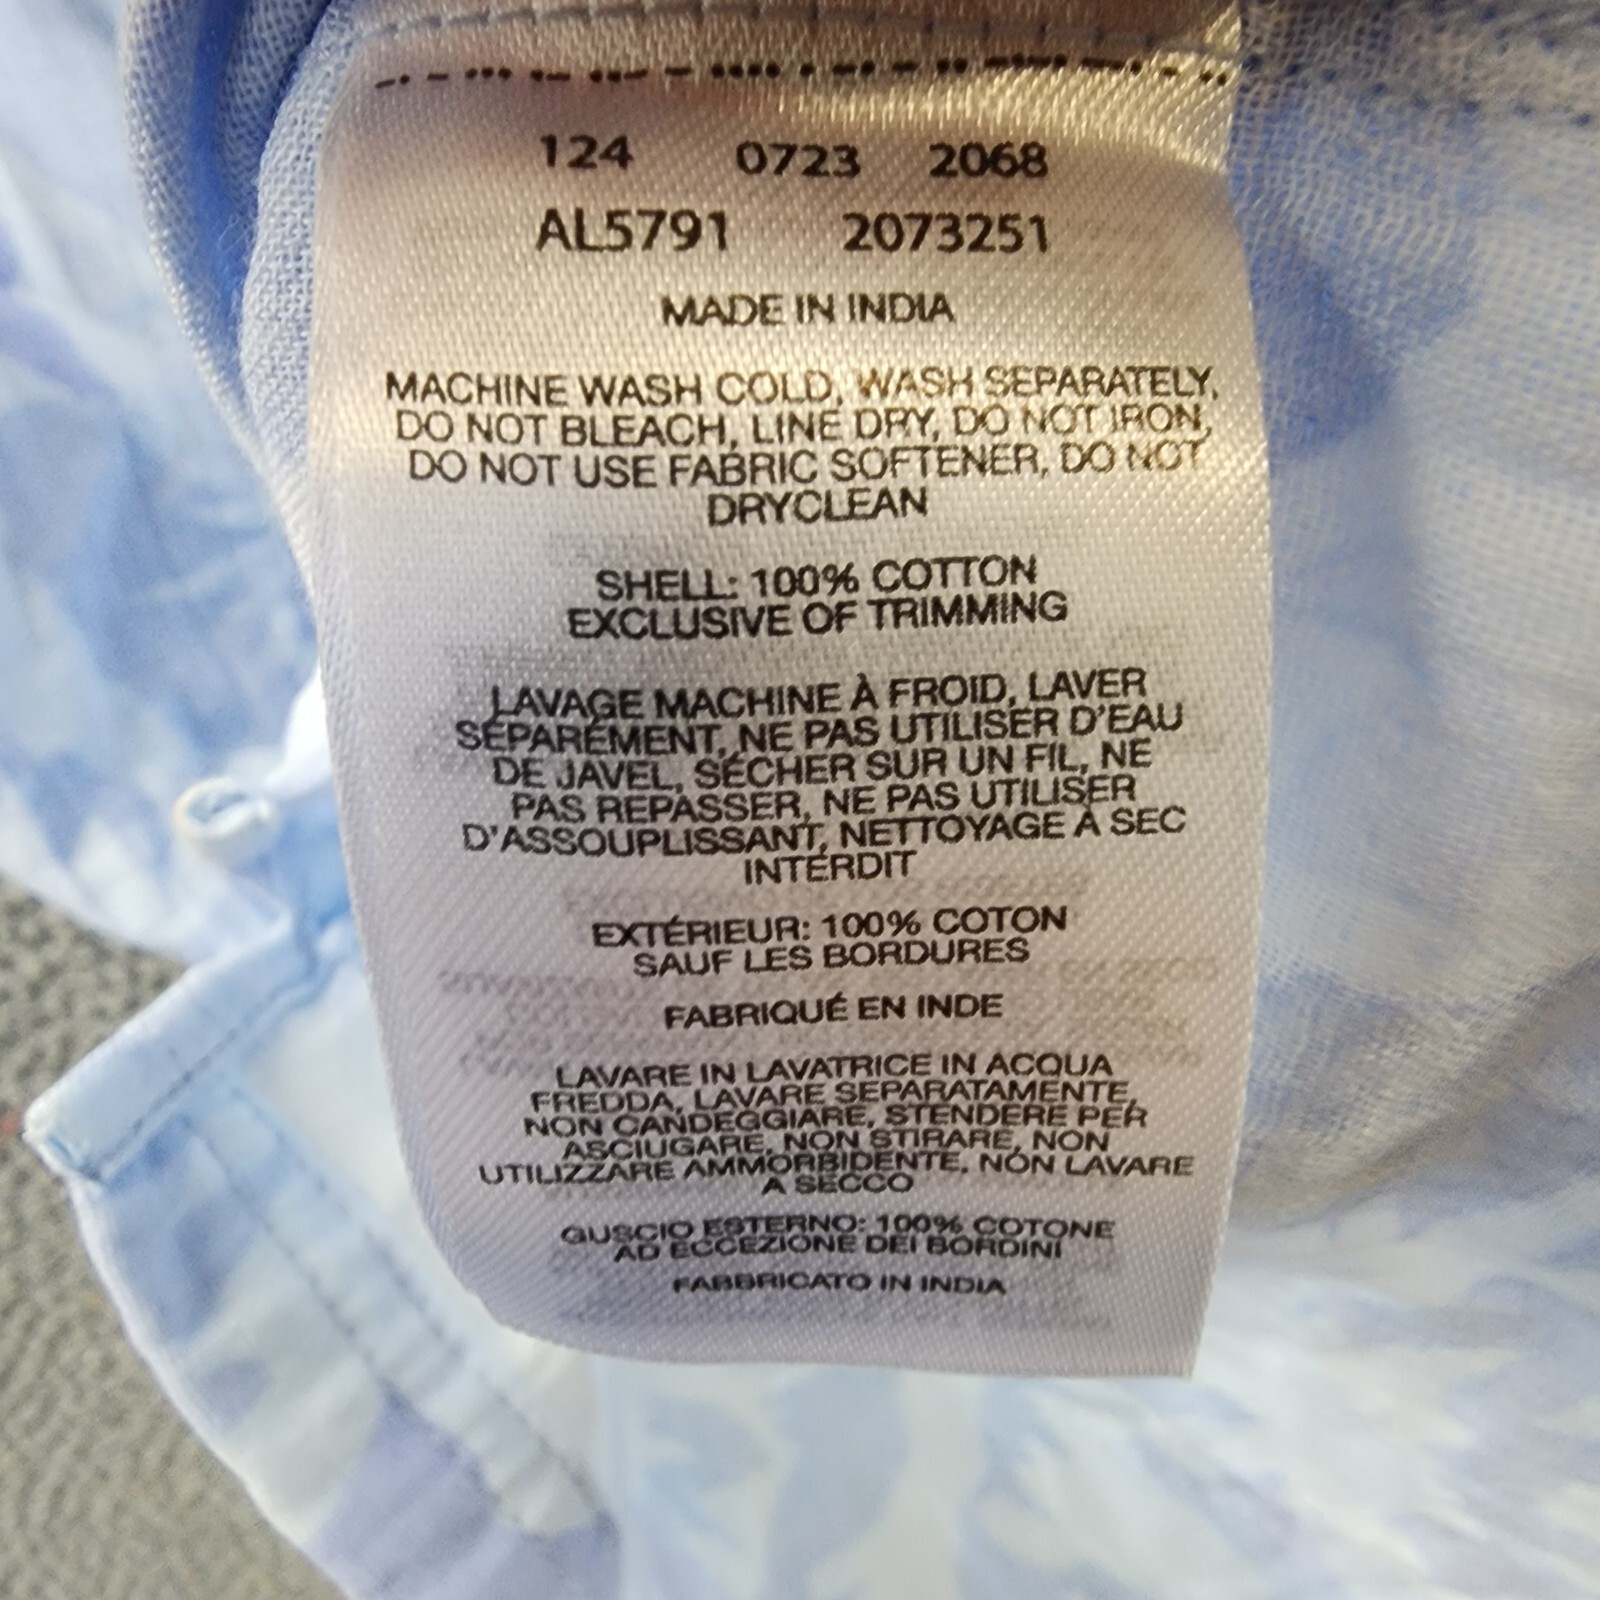 124 0723 2068
AL5791 2073251
MADE IN INDIA
MACHINE WASH COLD, WASH SEPARATELY,
DO NOT BLEACH, LINE DRY, DO NOT IRON,
DO NOT USE FABRIC SOFTENER, DO NOT
DRYCLEAN
SHELL: 100% COTTON
EXCLUSIVE OF TRIMMING
LAVAGE MACHINE À FROID, LAVER
SÉPARÉMENT, NE PAS UTILISER D'EAU
DE JAVEL, SÉCHER SUR UN FIL, NE
PAS REPASSER, NE PAS UTILISER
D'ASSOUPLISSANT, NETTOYAGE À SEC
INTERDIT
EXTÉRIEUR: 100% COTON
SAUF LES BORDURES
FABRIQUÉ EN INDE
LAVARE IN LAVATRICE IN ACQUA
FREDDA, LAVARE SEPARATAMENTE,
NON CANDEGGIARE, STENDERE PER
ASCIUGARE, NON STIRARE, NON
UTILIZZARE AMMORBIDENTE, NON LAVARE
A SECCO
GUSCIO ESTERNO: 100% COTONE
AD ECCEZIONE DEI BORDINI
FABBRICATO IN INDIA